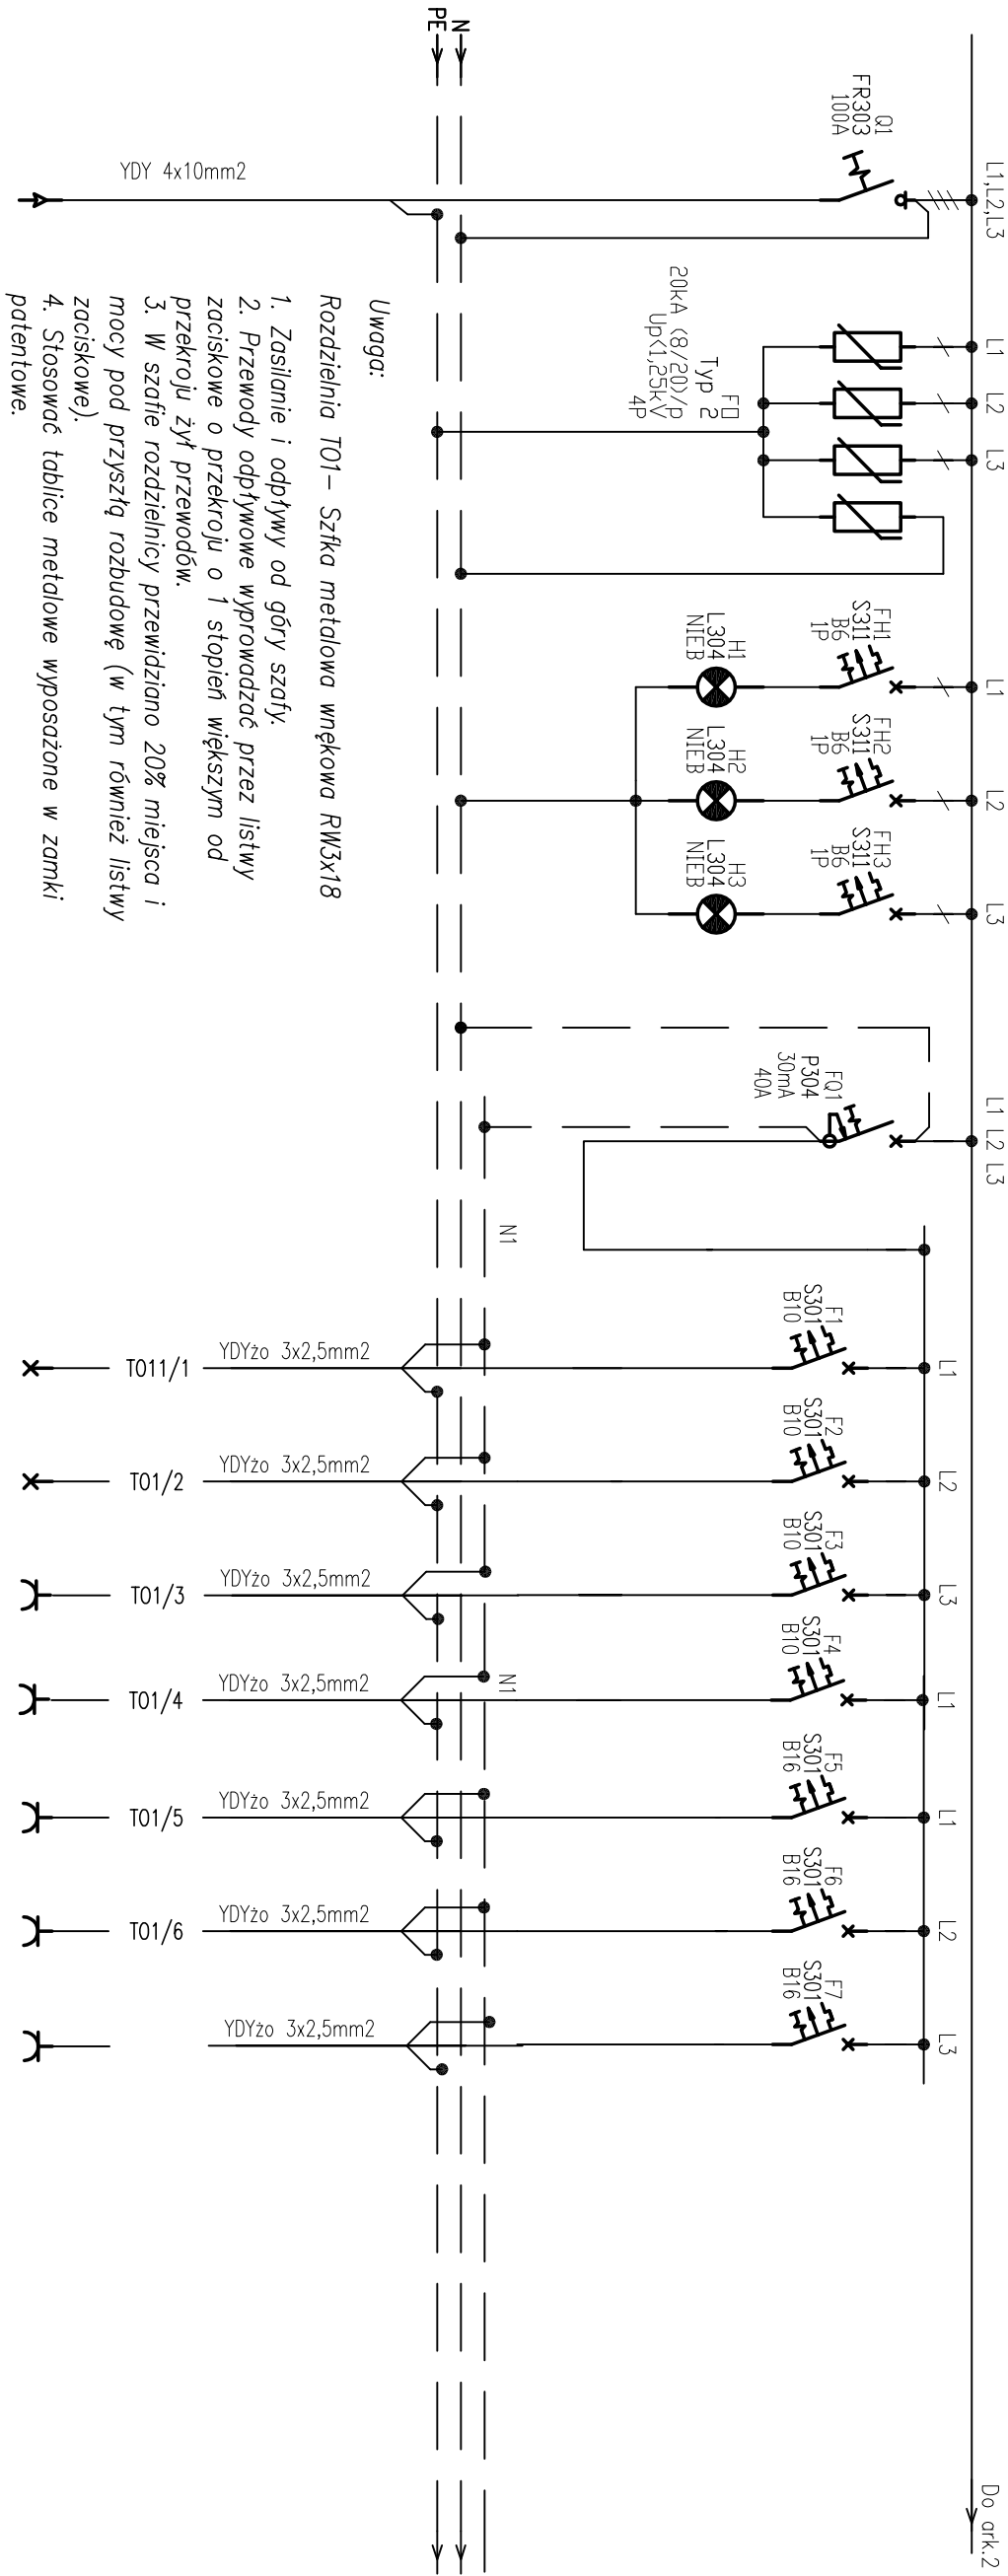 L1,L2,L3
L1
L2
L3
L1
L2
L3
L1 L2 L3
Do ark.2
Q1
FR303
100A
Typ 2
20kA (8/20)/p
Up<1,25kV
4P
FH1
S311
B6
1P
FH2
S311
B6
1P
FH3
S311
B6
1P
H1
L304
NIEB
H2
L304
NIEB
H3
L304
NIEB
FQ1
P304
30mA
40A
L1
L2
L3
L1
L1
L2
L3
F1
S301
B10
F2
S301
B10
F3
S301
B10
F4
S301
B10
F5
S301
B16
F6
S301
B16
F7
S301
B16
N1
N1
N
PE
YDY 4x10mm2
YDYżo 3x2,5mm2
YDYżo 3x2,5mm2
YDYżo 3x2,5mm2
YDYżo 3x2,5mm2
YDYżo 3x2,5mm2
YDYżo 3x2,5mm2
YDYżo 3x2,5mm2
T011/1
T01/2
T01/3
T01/4
T01/5
T01/6
Uwaga:
Rozdzielnia T01- Szfka metalowa wnękowa RW3x18
1. Zasilanie i odpływy od góry szafy.
2. Przewody odpływowe wyprowadzać przez listwy
zaciskowe o przekroju o 1 stopień większym od
przekroju żył przewodów.
3. W szafie rozdzielnicy przewidziano 20% miejsca i
mocy pod przyszłą rozbudowę (w tym również listwy
zaciskowe).
4. Stosować tablice metalowe wyposażone w zamki
patentowe.